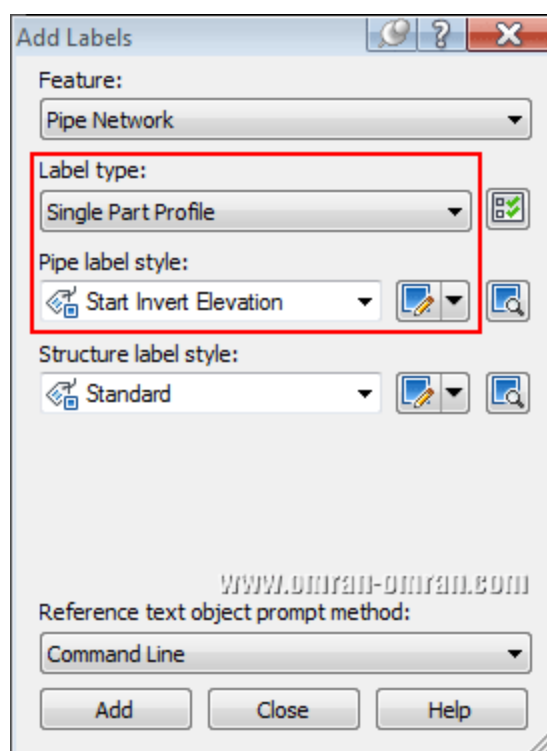 Add Labels
Feature:
Pipe Network
Label type:
Single Part Profile
Pipe label style:
Start Invert Elevation
Structure label style:
Standard
www.omran-omran.com
Reference text object prompt method:
Command Line
Add Close Help